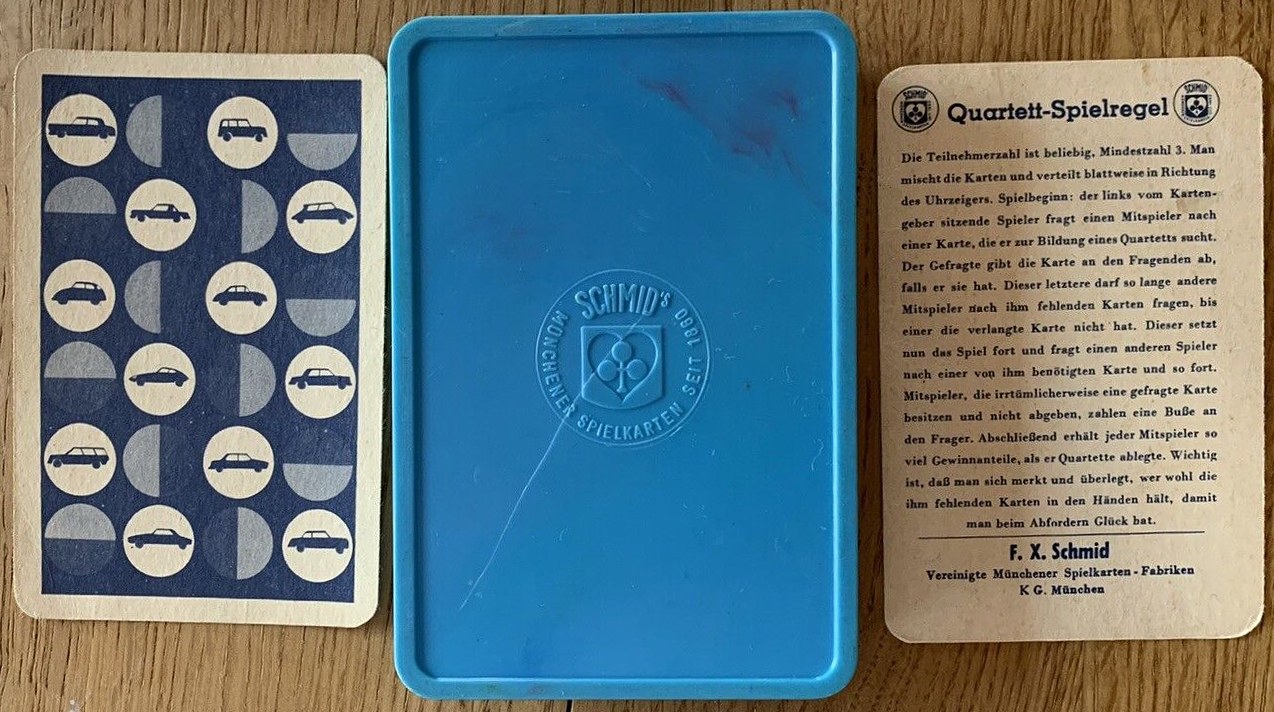 SCHMID'S
MÜNCHENER SPIELKARTEN SEIT 1860
SCHMID'S
Quartett-Spielregel
SCHMID'S
Die Teilnehmerzahl ist beliebig, Mindestzahl 3. Man
mischt die Karten und verteilt blattweise in Richtung
des Uhrzeigers. Spielbeginn: der links vom Karten-
geber sitzende Spieler fragt einen Mitspieler nach
einer Karte, die er zur Bildung eines Quartetts sucht.
Der Gefragte gibt die Karte an den Fragenden ab,
falls er sie hat. Dieser letztere darf so lange andere
Mitspieler nach ihm fehlenden Karten fragen, bis
einer die verlangte Karte nicht hat. Dieser setzt
nun das Spiel fort und fragt einen anderen Spieler
nach einer von ihm benötigten Karte und so fort.
Mitspieler, die irrtümlicherweise eine gefragte Karte
besitzen und nicht abgeben, zahlen eine Buße an
den Frager. Abschließend erhält jeder Mitspieler so
viel Gewinnanteile, als er Quartette ablegte. Wichtig
ist, daß man sich merkt und überlegt, wer wohl die
ihm fehlenden Karten in den Händen hält, damit
man beim Abfordern Glück hat.
F. X. Schmid
Vereinigte Münchener Spielkarten - Fabriken
K G. München